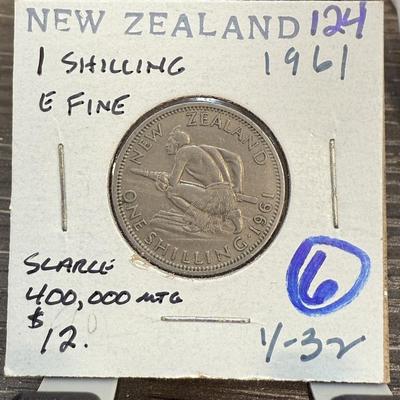 NEW ZEALAND 124
1 SHILLING 1961
E FINE
NEW ZEALAND
ONE SHILLING. 1961
SCARCE
400,000 MTG
$12.
6
1/-32